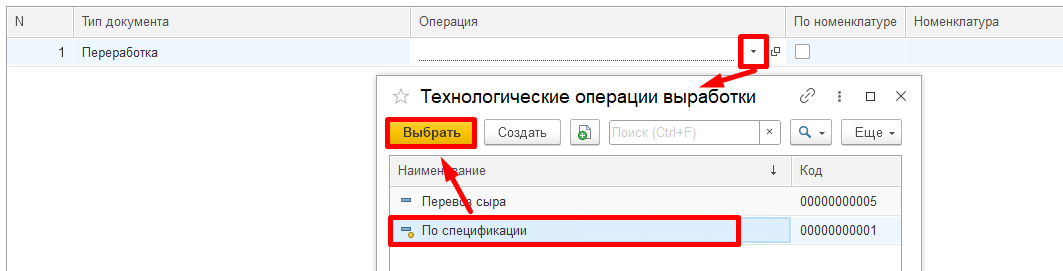 N Тип документа Операция По номенклатуре Номенклатура
1 Переработка
Технологические операции выработки
Выбрать Создать Поиск (Ctrl+F) × Еще
Наименование ↓ Код
Перевоз сыра 00000000005
По спецификации 00000000001